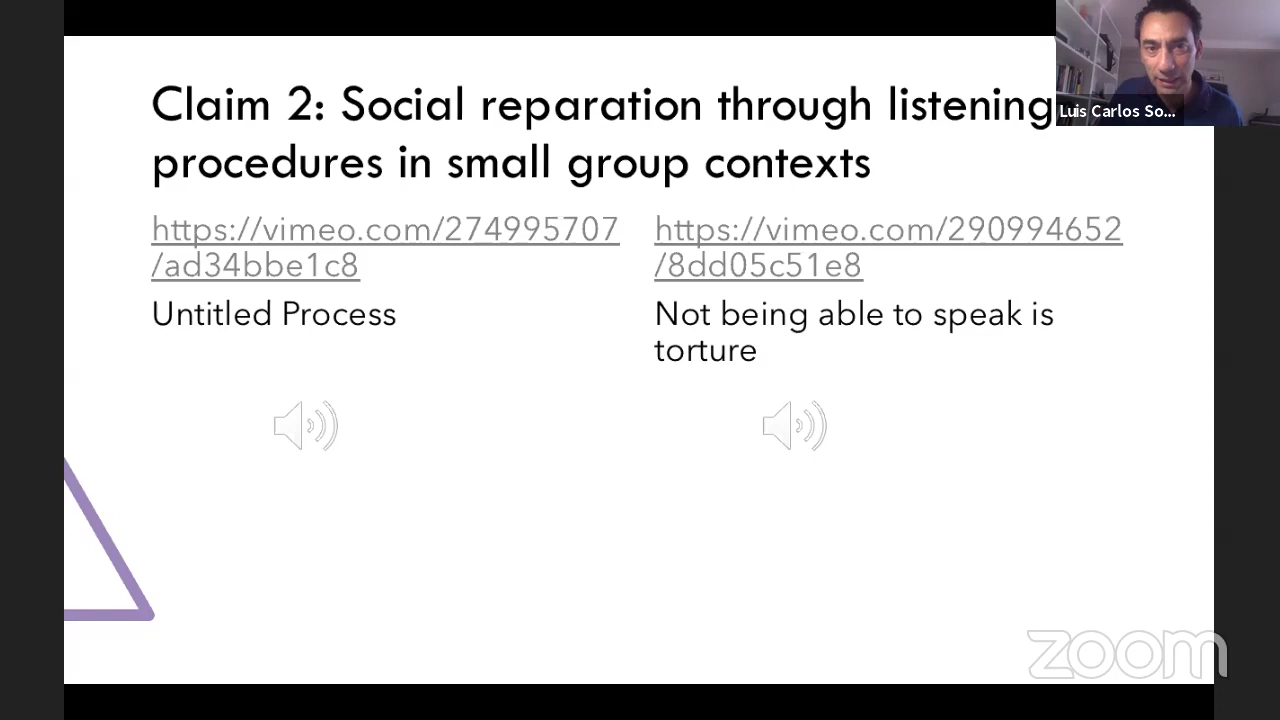 Claim 2: Social reparation through listening
procedures in small group contexts
https://vimeo.com/274995707
/ad34bbe1c8
Untitled Process
https://vimeo.com/290994652
/8dd05c51e8
Not being able to speak is
torture
Luis Carlos So...
zoom